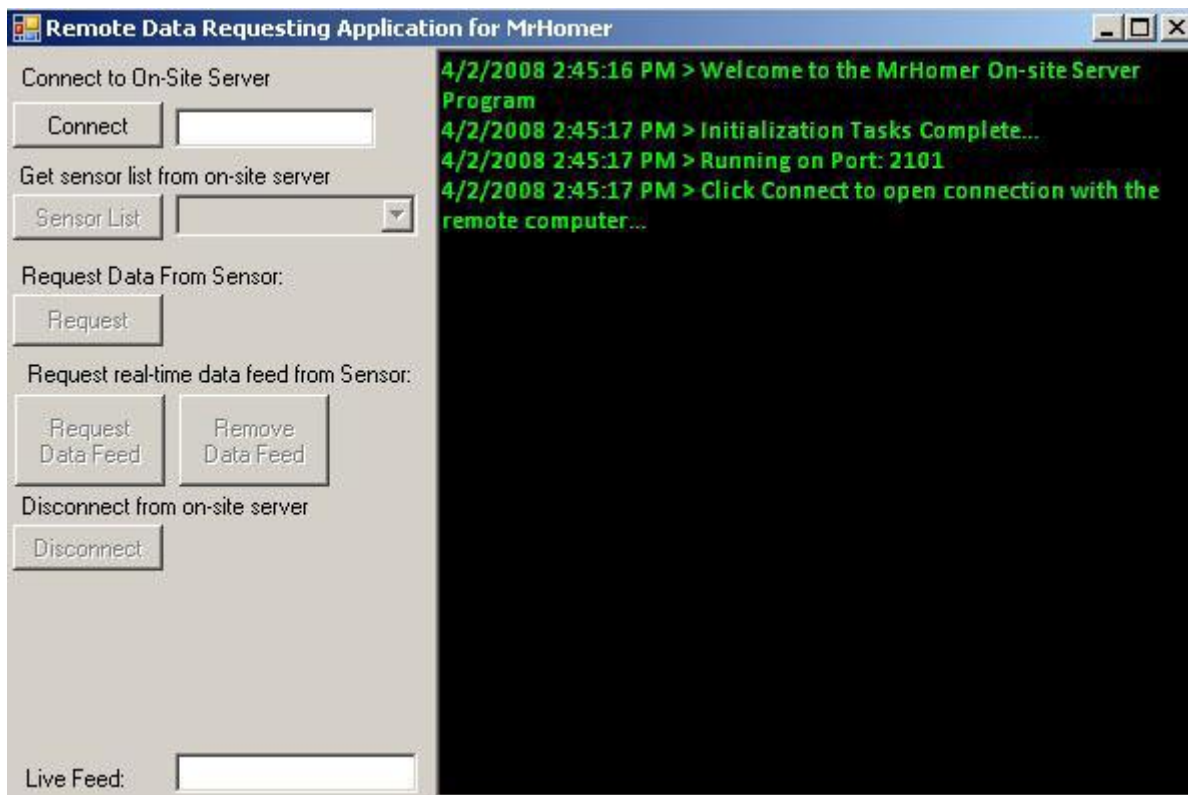 Remote Data Requesting Application for MrHomer
Connect to On-Site Server
Connect
Get sensor list from on-site server
Sensor List
Request Data From Sensor:
Request
Request real-time data feed from Sensor:
Request
Data Feed
Remove
Data Feed
Disconnect from on-site server
Disconnect
Live Feed:
4/2/2008 2:45:16 PM > Welcome to the MrHomer On-site Server
Program
4/2/2008 2:45:17 PM > Initialization Tasks Complete...
4/2/2008 2:45:17 PM > Running on Port: 2101
4/2/2008 2:45:17 PM > Click Connect to open connection with the
remote computer...